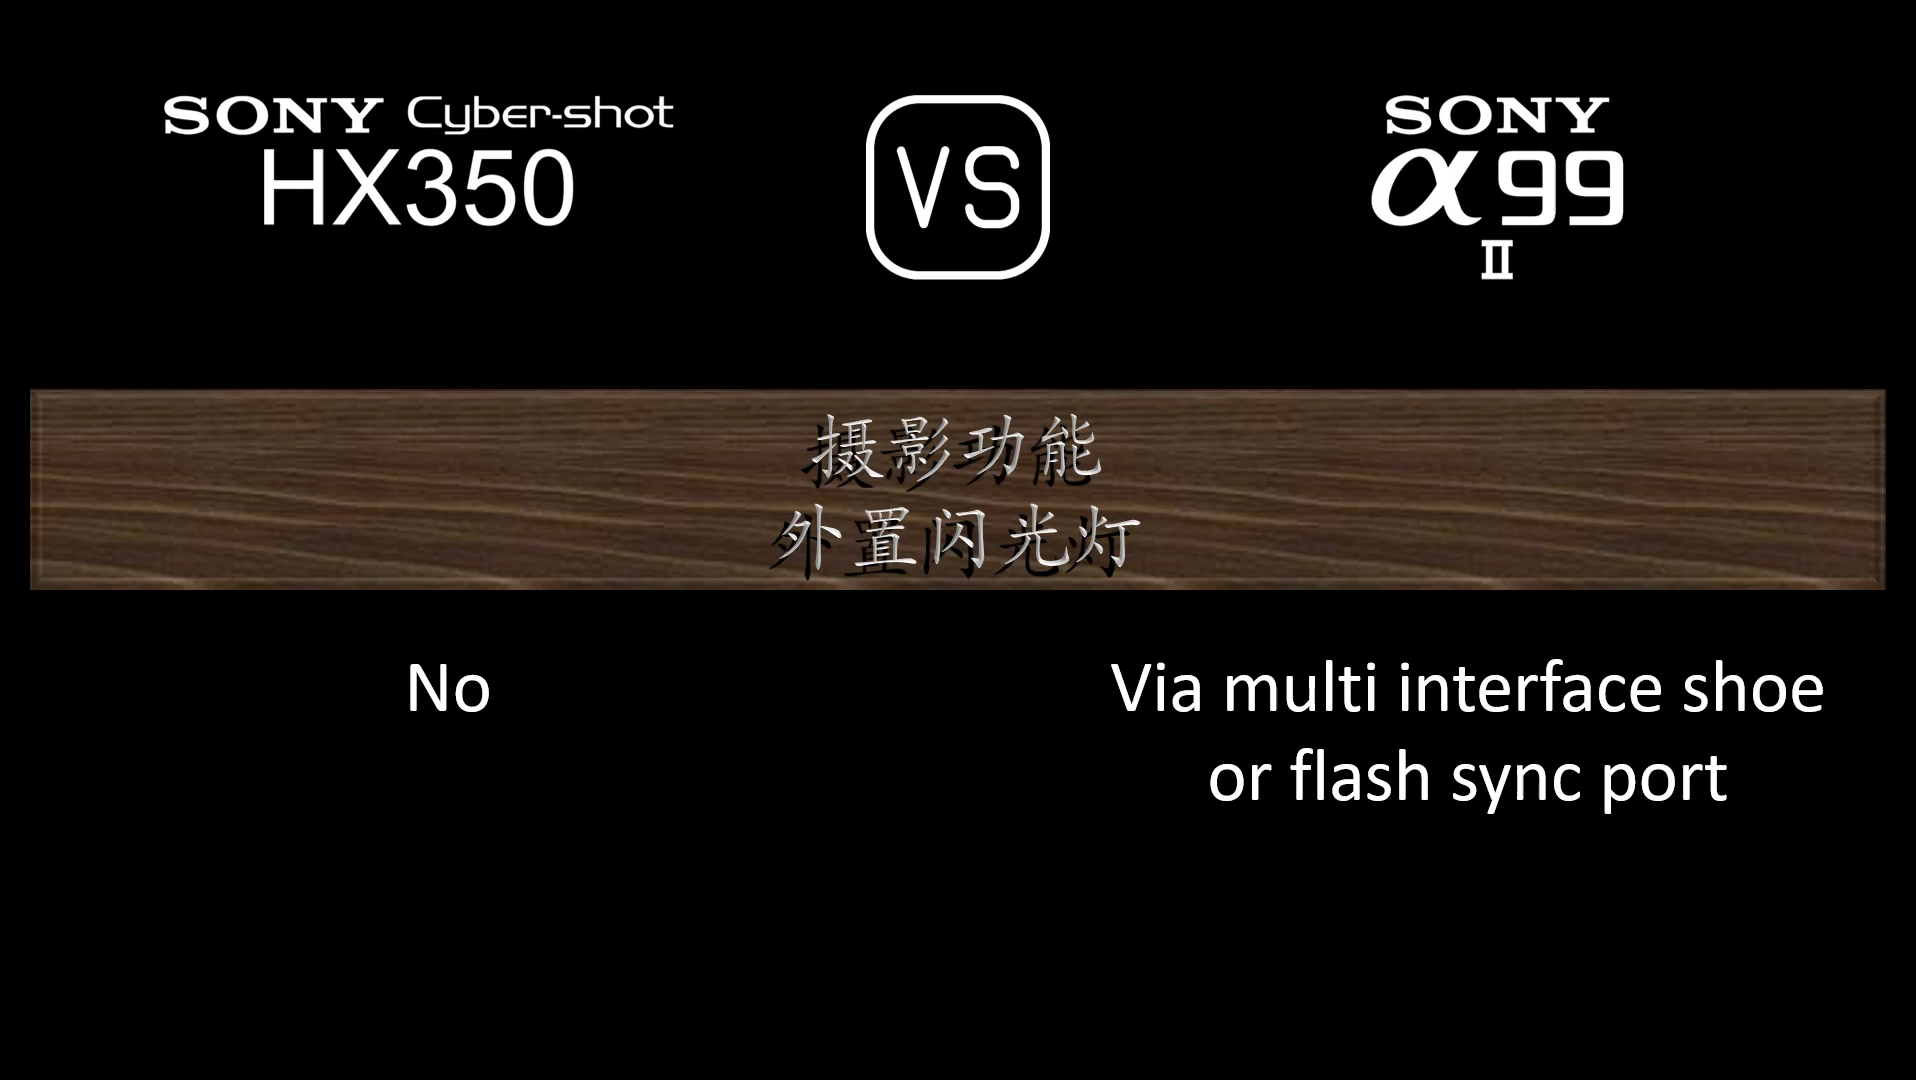 SONY Cyber-shot
HX350
VS
SONY
α99
II
摄影功能
外置闪光灯
No
Via multi interface shoe
or flash sync port